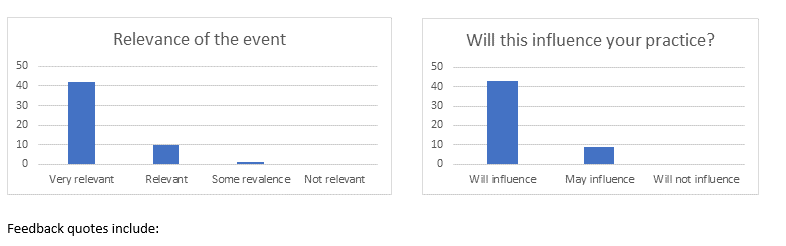 Relevance of the event
50
40
30
20
10
0
Very relevant Relevant Some revalence Not relevant
Will this influence your practice?
50
40
30
20
10
0
Will influence May influence Will not influence
Feedback quotes include: